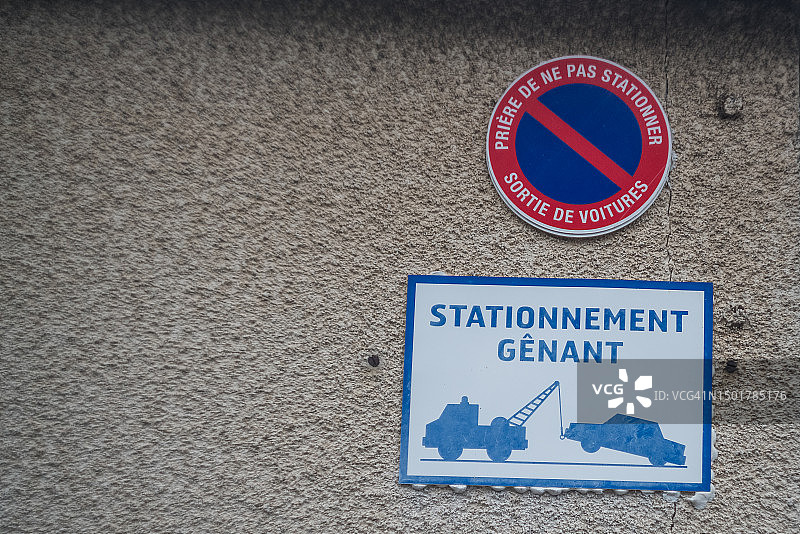 PRIÈRE DE NE PAS STATIONNER
SORTIE DE VOITURES
STATIONNEMENT
GÊNANT
VCG
ID: VCG41N1501785176